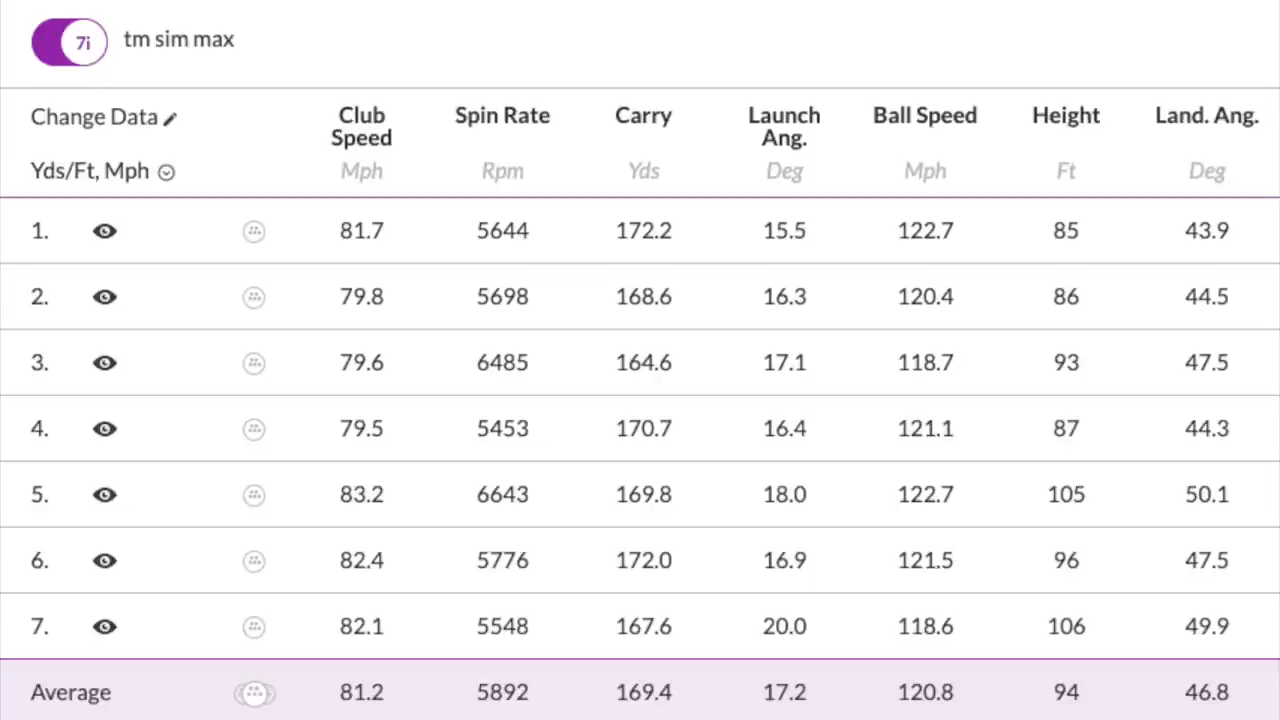 7i tm sim max
Change Data Club Speed Spin Rate Carry Launch Ang. Ball Speed Height Land. Ang.
Yds/Ft, Mph Mph Rpm Yds Deg Mph Ft Deg
1. 81.7 5644 172.2 15.5 122.7 85 43.9
2. 79.8 5698 168.6 16.3 120.4 86 44.5
3. 79.6 6485 164.6 17.1 118.7 93 47.5
4. 79.5 5453 170.7 16.4 121.1 87 44.3
5. 83.2 6643 169.8 18.0 122.7 105 50.1
6. 82.4 5776 172.0 16.9 121.5 96 47.5
7. 82.1 5548 167.6 20.0 118.6 106 49.9
Average 81.2 5892 169.4 17.2 120.8 94 46.8